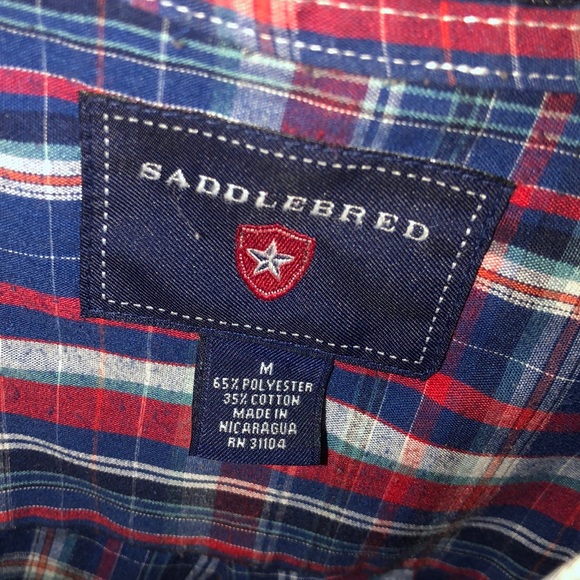 SADDLEBRED
M
65% POLYESTER
35% COTTON
MADE IN
NICARAGUA
RN 31104